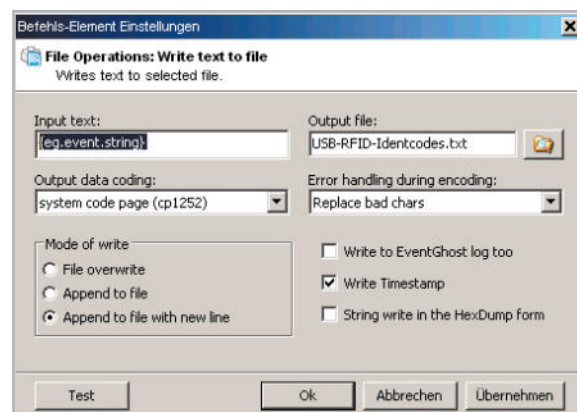 Befehls-Element Einstellungen
File Operations: Write text to file
Writes text to selected file.
Input text:
Output file:
{eg.event.string}
USB-RFID-Identcodes.txt
Output data coding:
Error handling during encoding:
system code page (cp1252)
Replace bad chars
Mode of write
File overwrite
Append to file
Append to file with new line
Write to EventGhost log too
Write Timestamp
String write in the HexDump form
Test
Ok
Abbrechen
Übernehmen